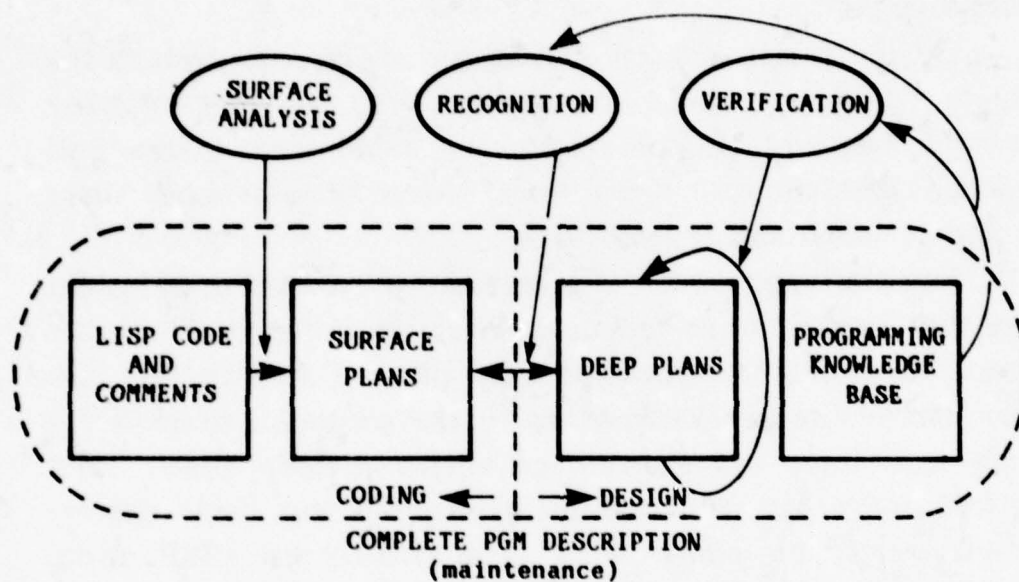 SURFACE
ANALYSIS
RECOGNITION
VERIFICATION
LISP CODE
AND
COMMENTS
SURFACE
PLANS
DEEP PLANS
PROGRAMMING
KNOWLEDGE
BASE
CODING
DESIGN
COMPLETE PGM DESCRIPTION
(maintenance)